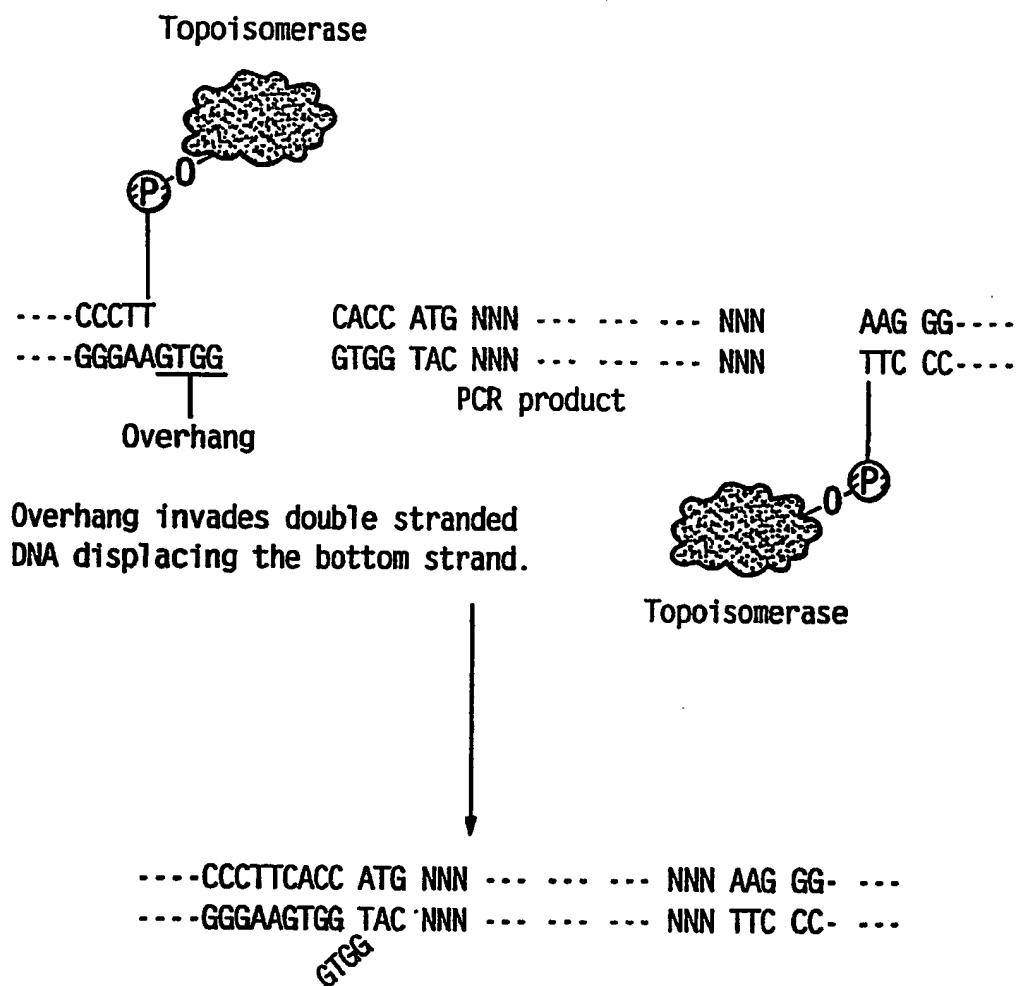 Topoisomerase
O
P
----CCCTT CACC ATG NNN --- --- --- NNN AAG GG----
----GGGAAGTGG GTGG TAC NNN --- --- --- NNN TTC CC----
PCR product
Overhang
P
O
Overhang invades double stranded
DNA displacing the bottom strand.
Topoisomerase
----CCCTTCACC ATG NNN --- --- --- NNN AAG GG- ---
----GGGAAGTGG TAC NNN --- --- --- NNN TTC CC- ---
GTGG